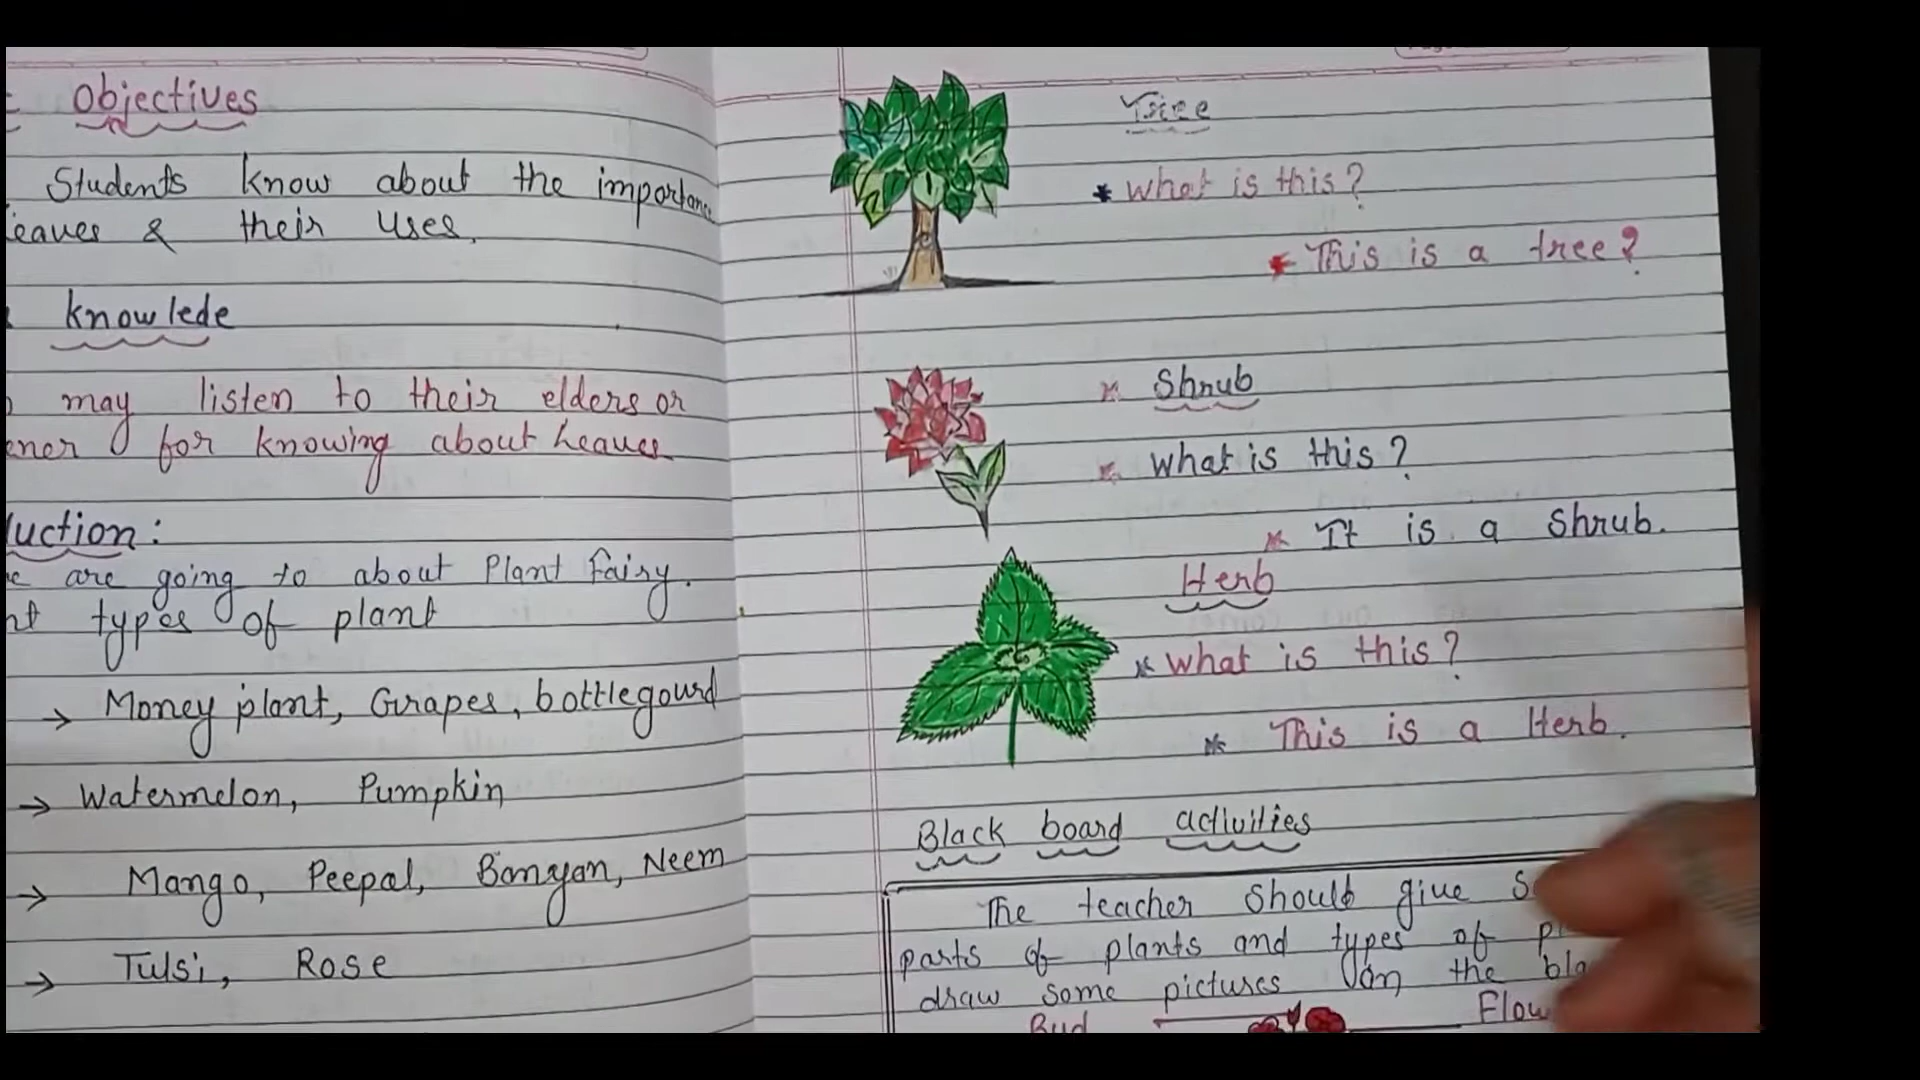 Objectives
Students know about the importance
leaves & their uses.
Knowlede
may listen to their elders or
for knowing about Leaves
uction:
are going to about Plant fairy.
types of plant
→ Money plant, Grapes, bottlegourd
→ Watermelon, Pumpkin
→ Mango, Peepal, Banyan, Neem
→ Tulsi, Rose
Tree
* What is this?
* This is a tree?
* Shrub
* What is this?
* It is a Shrub.
Herb
* What is this?
* This is a Herb.
Black board activities
The teacher should give
parts of plants and types of
draw some pictures on the
Bud